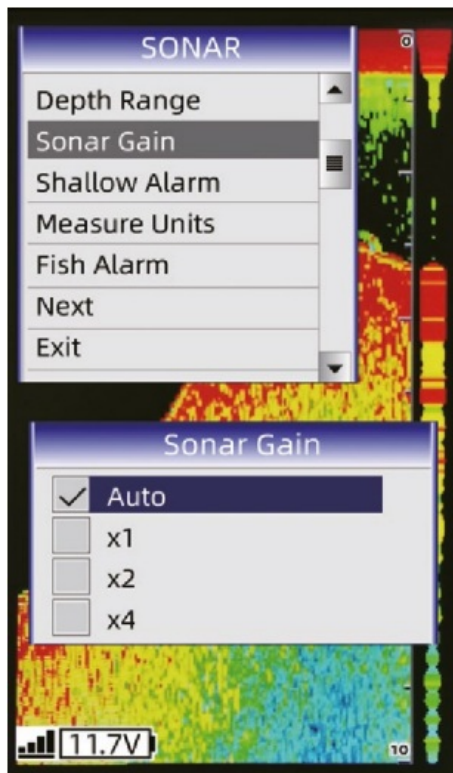 SONAR
0
Depth Range
Sonar Gain
Shallow Alarm
Measure Units
Fish Alarm
Next
Exit
Sonar Gain
Auto
x1
x2
x4
11.7V
10